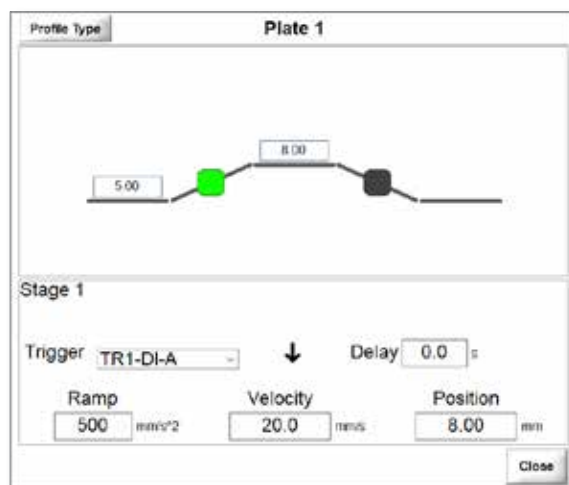 Profile Type
Plate 1
8.00
5.00
Stage 1
Trigger TR1-DI-A Delay 0.0 s
Ramp Velocity Position
500 mm/s^2 20.0 mm/s 8.00 mm
Close